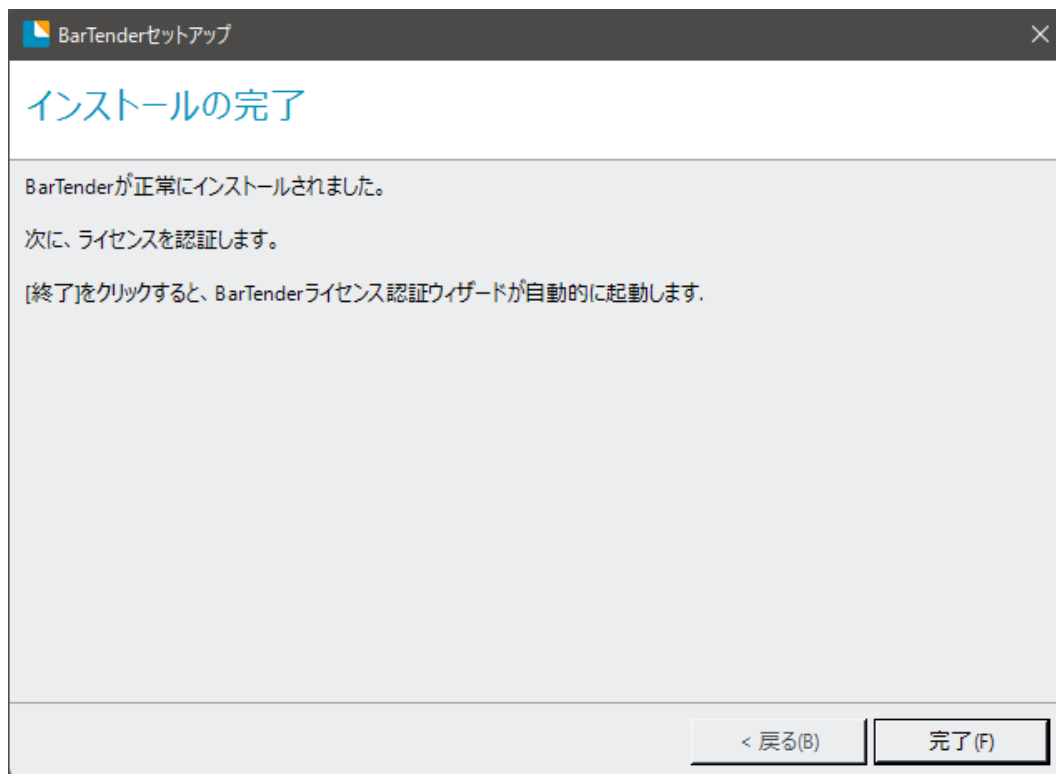 BarTenderセットアップ
インストールの完了
BarTenderが正常にインストールされました。
次に、ライセンスを認証します。
[終了]をクリックすると、BarTenderライセンス認証ウィザードが自動的に起動します.
< 戻る(B)
完了(F)